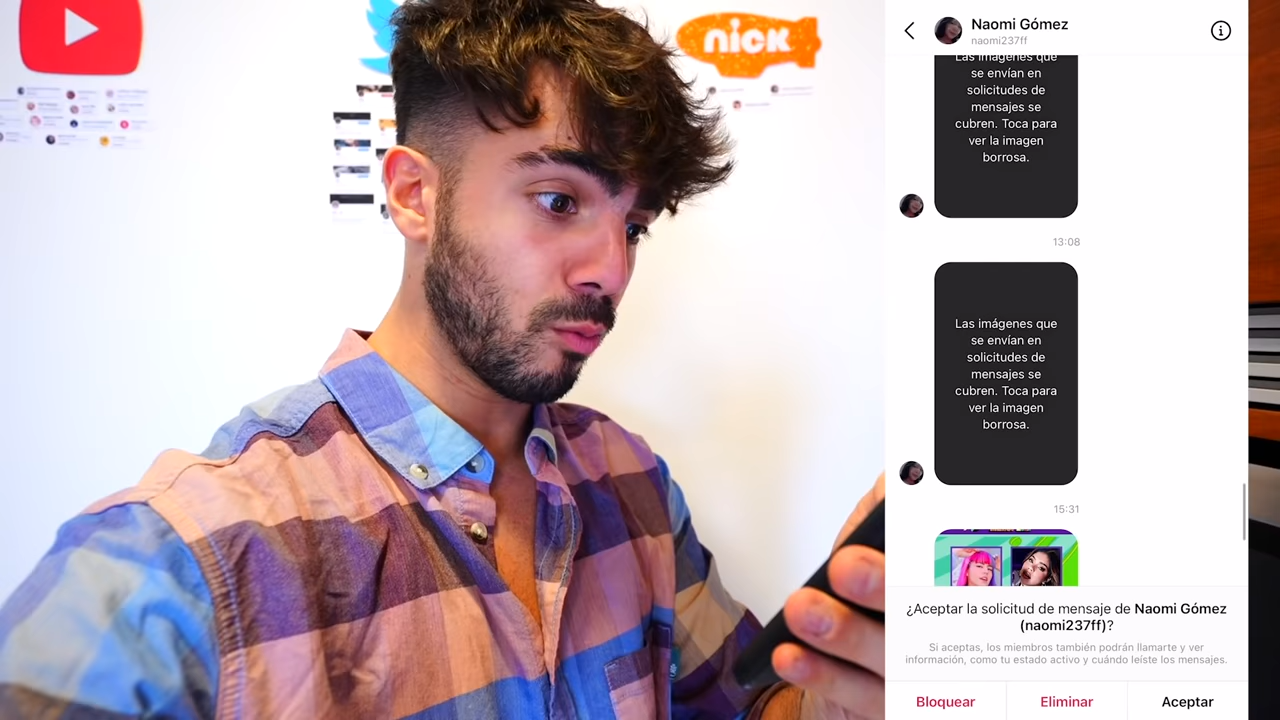 NICK
Naomi Gómez
naomi237ff
Las imágenes que
se envían en
solicitudes de
mensajes se
cubren. Toca para
ver la imagen
borrosa.
13:08
Las imágenes que
se envían en
solicitudes de
mensajes se
cubren. Toca para
ver la imagen
borrosa.
15:31
¿Aceptar la solicitud de mensaje de Naomi Gómez
(naomi237ff)?
Si aceptas, los miembros también podrán llamarte y ver
información, como tu estado activo y cuándo leíste los mensajes.
Bloquear
Eliminar
Aceptar